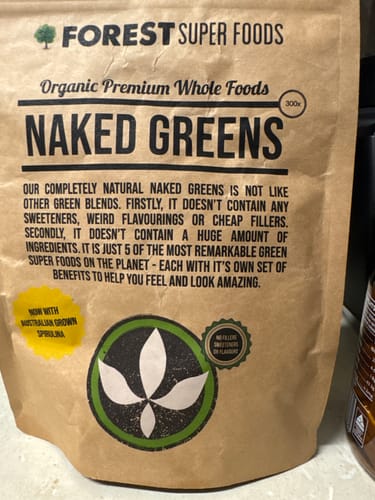 FOREST SUPER FOODS
Organic Premium Whole Foods
300g
NAKED GREENS
OUR COMPLETELY NATURAL NAKED GREENS IS NOT LIKE
OTHER GREEN BLENDS. FIRSTLY, IT DOESN'T CONTAIN ANY
SWEETENERS, WEIRD FLAVOURINGS OR CHEAP FILLERS.
SECONDLY, IT DOESN'T CONTAIN A HUGE AMOUNT OF
INGREDIENTS. IT IS JUST 5 OF THE MOST REMARKABLE GREEN
SUPER FOODS ON THE PLANET - EACH WITH IT'S OWN SET OF
BENEFITS TO HELP YOU FEEL AND LOOK AMAZING.
NOW WITH
AUSTRALIAN GROWN
SPIRULINA
NO FILLERS
SWEETENERS
OR FLAVOURS